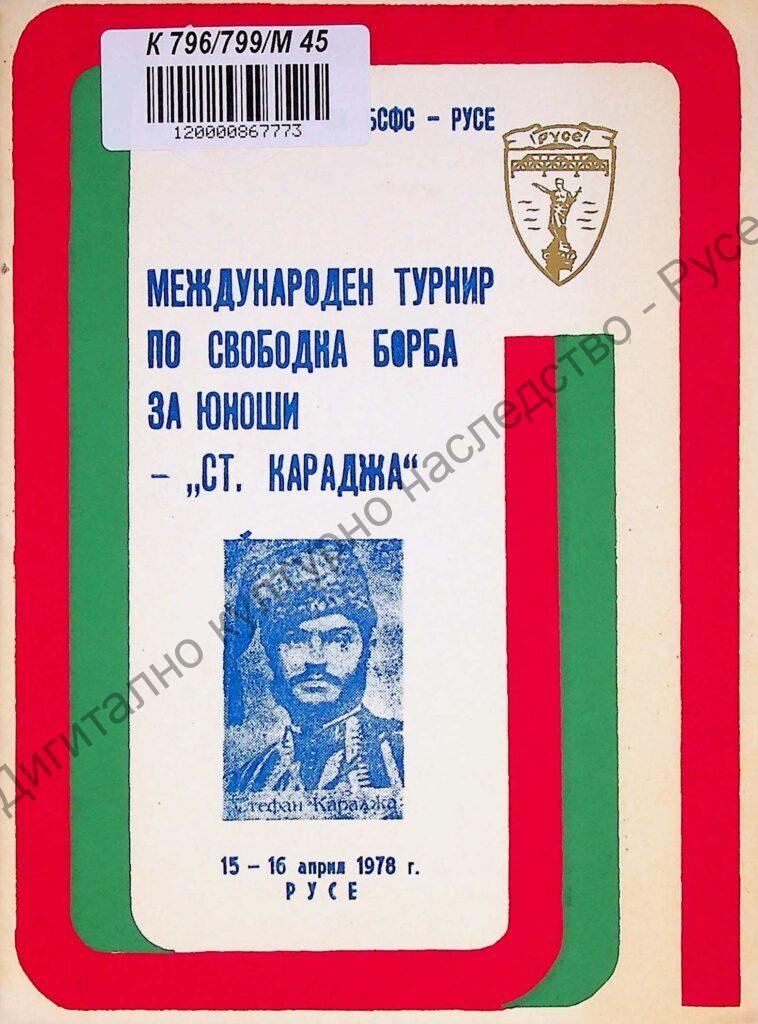 К 796/799/М 45
120000867773
БСФС – РУСЕ
РУСЕ
МЕЖДУНАРОДЕН ТУРНИР
ПО СВОБОДНА БОРБА
ЗА ЮНОШИ
– „СТ. КАРАДЖА“
Стефан Караджа
15 – 16 април 1978 г.
РУСЕ
Дигитално културно наследство - Русе